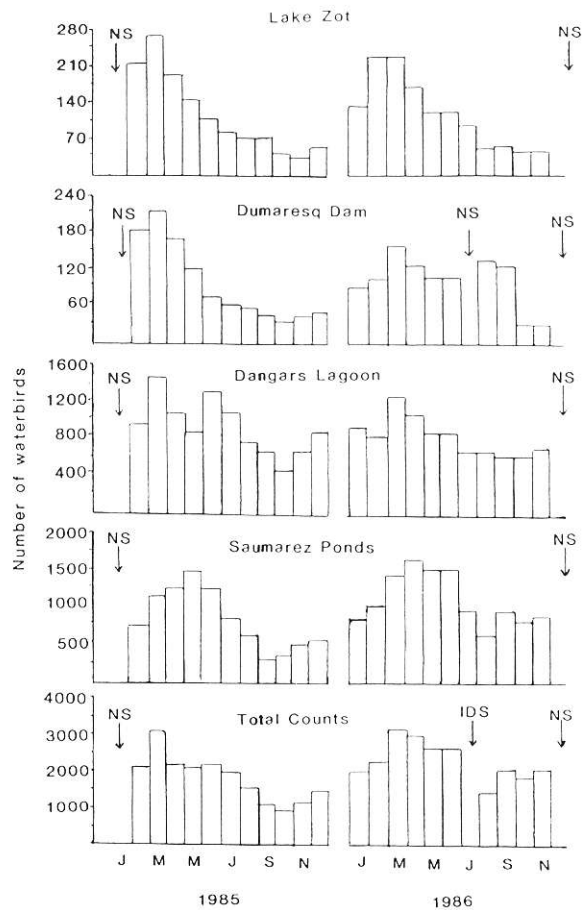 Lake Zot
280
NS
NS
210
140
70
240
NS
Dumaresq Dam
NS
NS
180
120
60
1600
NS
Dangars Lagoon
NS
1200
800
400
2000
NS
Saumarez Ponds
NS
1500
1000
500
4000
NS
Total Counts
IDS
NS
3000
2000
1000
Number of waterbirds
J M M J S N J M M J S N
1985 1986